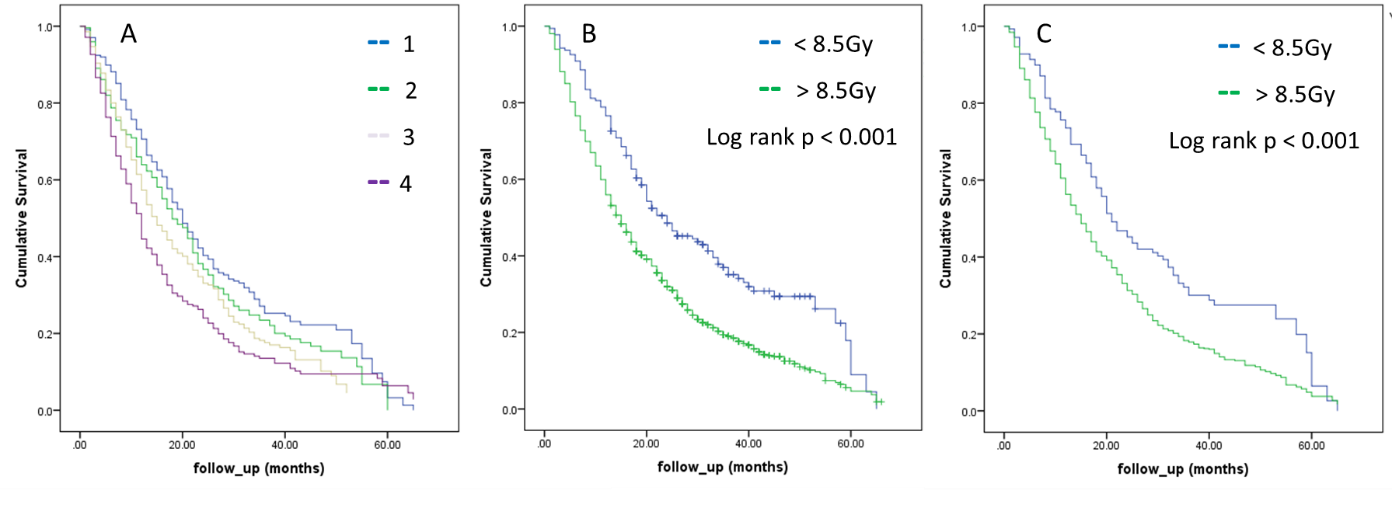 A
1
2
3
4
1.0
0.8
0.6
0.4
0.2
0.0
Cumulative Survival
.00 20.00 40.00 60.00
follow_up (months)
B
< 8.5Gy
> 8.5Gy
Log rank p < 0.001
1.0
0.8
0.6
0.4
0.2
0.0
Cumulative Survival
.00 20.00 40.00 60.00
follow_up (months)
C
< 8.5Gy
> 8.5Gy
Log rank p < 0.001
1.0
0.8
0.6
0.4
0.2
0.0
Cumulative Survival
.00 20.00 40.00 60.00
follow_up (months)